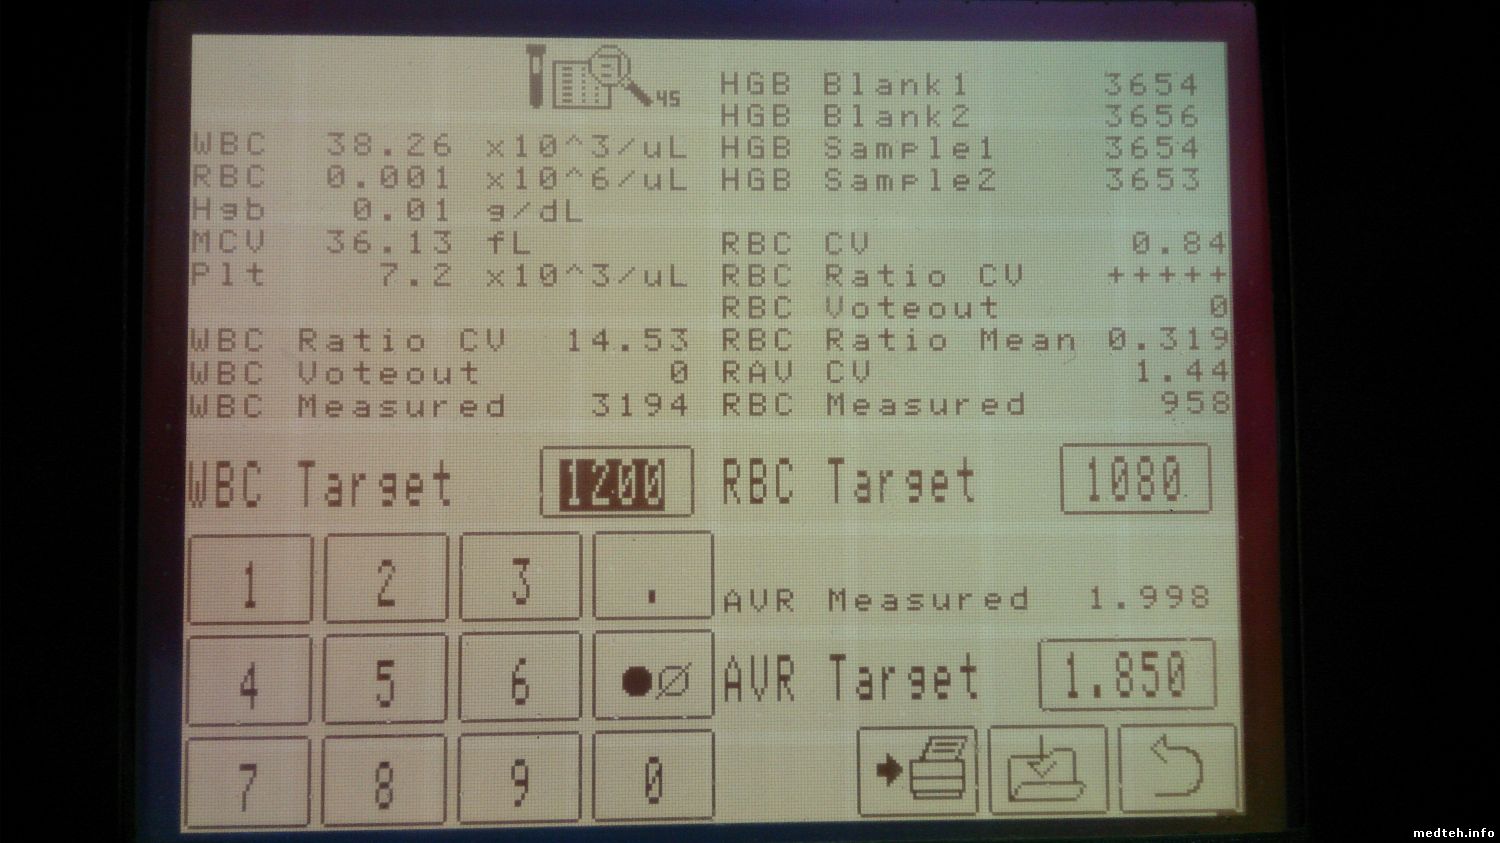 45
HGB Blank1 3654
HGB Blank2 3656
WBC 38.26 x10^3/uL HGB Sample1 3654
RBC 0.001 x10^6/uL HGB Sample2 3653
Hgb 0.01 g/dL
MCV 36.13 fL RBC CV 0.84
Plt 7.2 x10^3/uL RBC Ratio CV +++++
RBC Voteout 0
WBC Ratio CV 14.53 RBC Ratio Mean 0.319
WBC Voteout 0 RAV CV 1.44
WBC Measured 3194 RBC Measured 958
WBC Target 1200 RBC Target 1080
1 2 3 .
AVR Measured 1.998
4 5 6
AVR Target 1.850
7 8 9 0
medteh.info